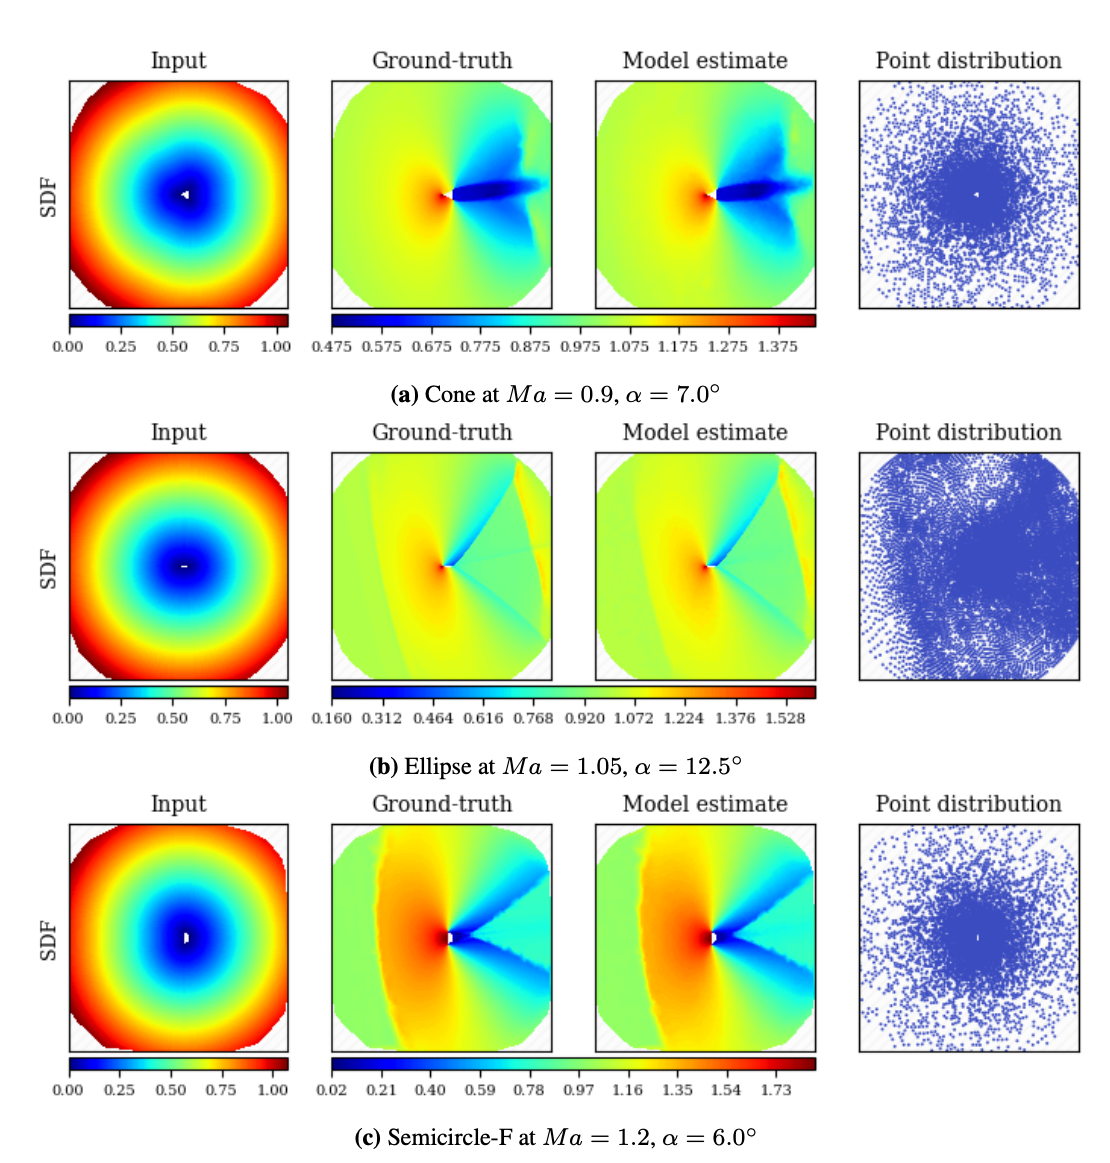 Input Ground-truth Model estimate Point distribution
SDF
0.00 0.25 0.50 0.75 1.00 0.475 0.575 0.675 0.775 0.875 0.975 1.075 1.175 1.275 1.375
(a) Cone at Ma = 0.9, α = 7.0°
Input Ground-truth Model estimate Point distribution
SDF
0.00 0.25 0.50 0.75 1.00 0.160 0.312 0.464 0.616 0.768 0.920 1.072 1.224 1.376 1.528
(b) Ellipse at Ma = 1.05, α = 12.5°
Input Ground-truth Model estimate Point distribution
SDF
0.00 0.25 0.50 0.75 1.00 0.02 0.21 0.40 0.59 0.78 0.97 1.16 1.35 1.54 1.73
(c) Semicircle-F at Ma = 1.2, α = 6.0°